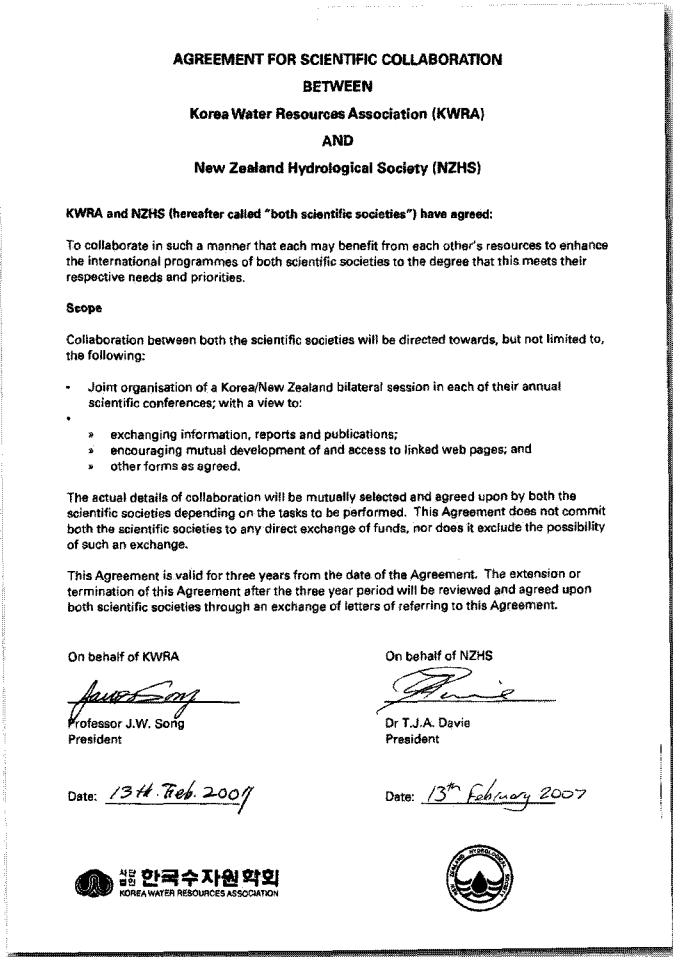 AGREEMENT FOR SCIENTIFIC COLLABORATION
BETWEEN
Korea Water Resources Association (KWRA)
AND
New Zealand Hydrological Society (NZHS)
KWRA and NZHS (hereafter called "both scientific societies") have agreed:
To collaborate in such a manner that each may benefit from each other's resources to enhance
the international programmes of both scientific societies to the degree that this meets their
respective needs and priorities.
Scope
Collaboration between both the scientific societies will be directed towards, but not limited to,
the following:
- Joint organisation of a Korea/New Zealand bilateral session in each of their annual
scientific conferences; with a view to:
•
» exchanging information, reports and publications;
» encouraging mutual development of and access to linked web pages; and
» other forms as agreed.
The actual details of collaboration will be mutually selected and agreed upon by both the
scientific societies depending on the tasks to be performed. This Agreement does not commit
both the scientific societies to any direct exchange of funds, nor does it exclude the possibility
of such an exchange.
This Agreement is valid for three years from the date of the Agreement. The extension or
termination of this Agreement after the three year period will be reviewed and agreed upon
both scientific societies through an exchange of letters of referring to this Agreement.
On behalf of KWRA
Professor J.W. Song
President
Date: 13th. Feb. 2007
On behalf of NZHS
Dr T.J.A. Davie
President
Date: 13th February 2007
사단
법인 한국수자원학회
KOREA WATER RESOURCES ASSOCIATION
NEW ZEALAND HYDROLOGICAL SOCIETY